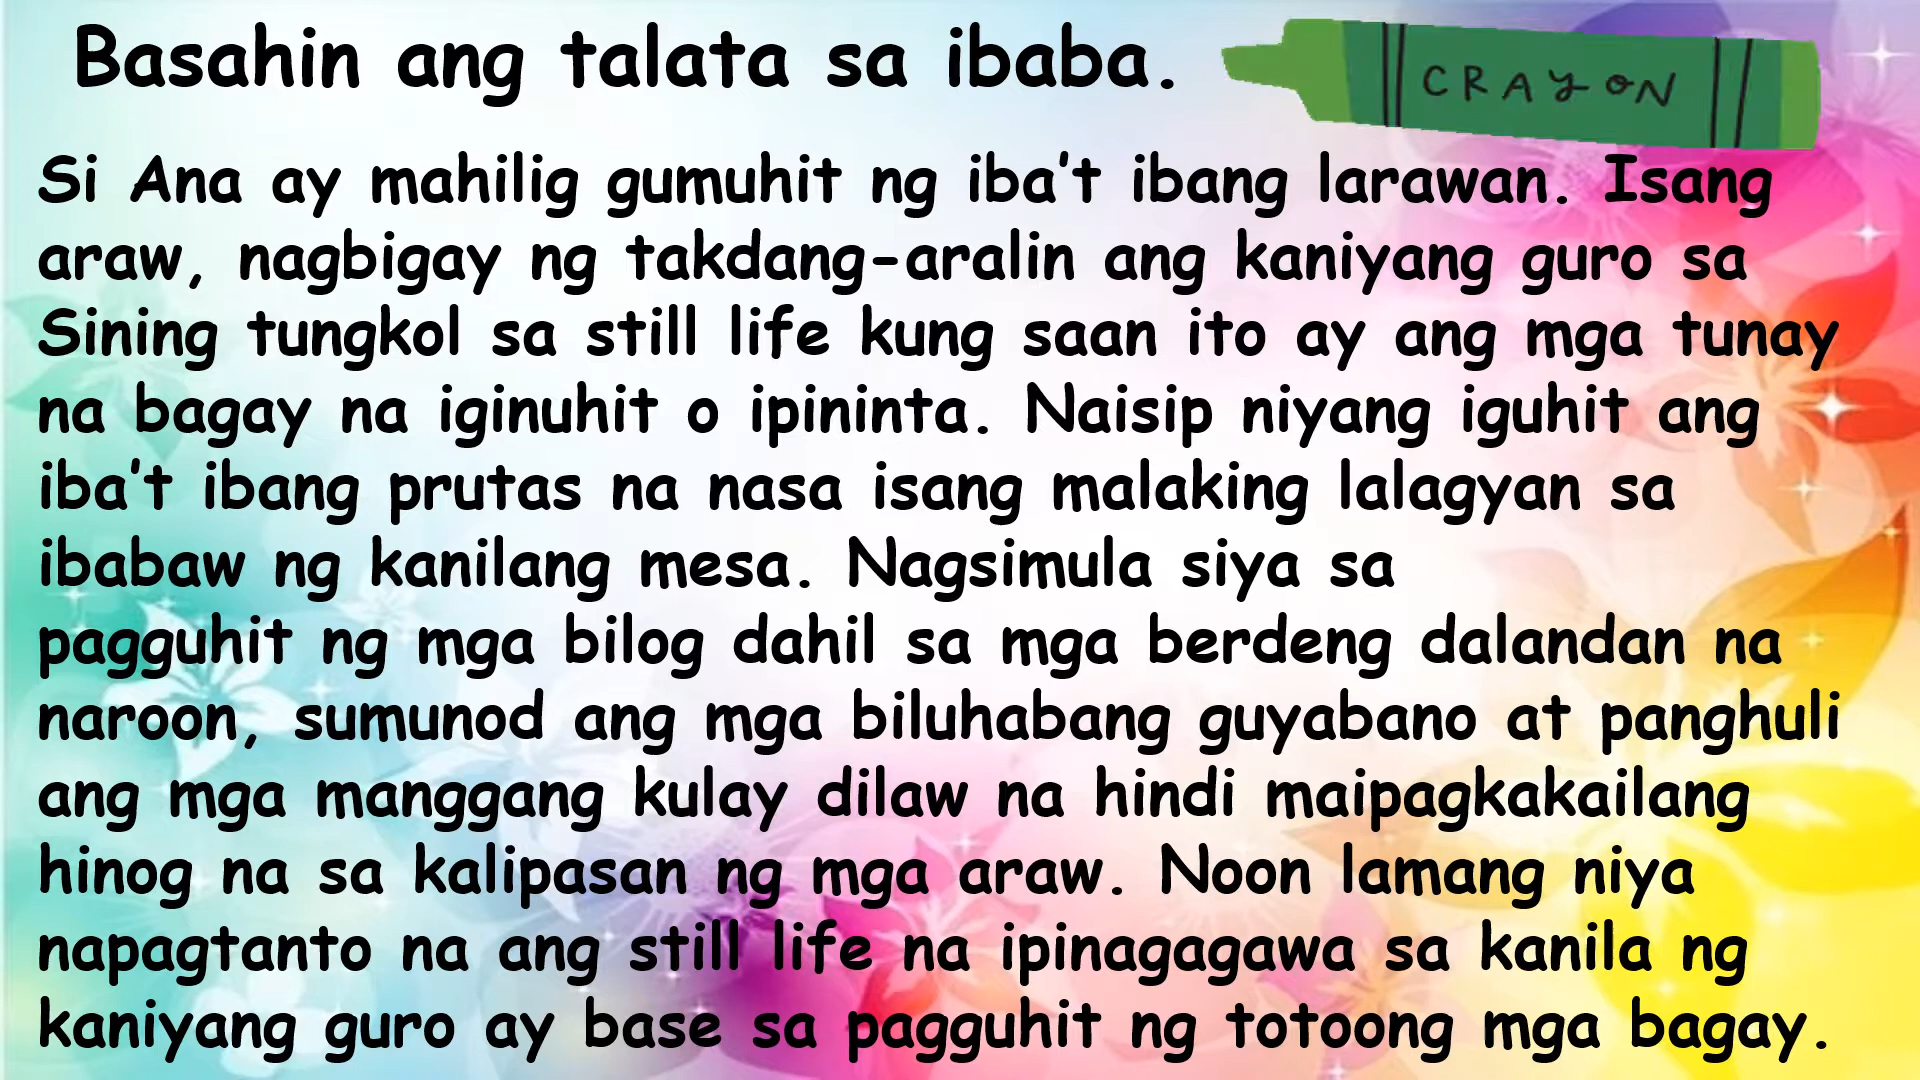 Basahin ang talata sa ibaba.
CRAYON
Si Ana ay mahilig gumuhit ng iba't ibang larawan. Isang
araw, nagbigay ng takdang-aralin ang kaniyang guro sa
Sining tungkol sa still life kung saan ito ay ang mga tunay
na bagay na iginuhit o ipininta. Naisip niyang iguhit ang
iba't ibang prutas na nasa isang malaking lalagyan sa
ibabaw ng kanilang mesa. Nagsimula siya sa
pagguhit ng mga bilog dahil sa mga berdeng dalandan na
naroon, sumunod ang mga biluhabang guyabano at panghuli
ang mga manggang kulay dilaw na hindi maipagkakailang
hinog na sa kalipasan ng mga araw. Noon lamang niya
napagtanto na ang still life na ipinagagawa sa kanila ng
kaniyang guro ay base sa pagguhit ng totoong mga bagay.